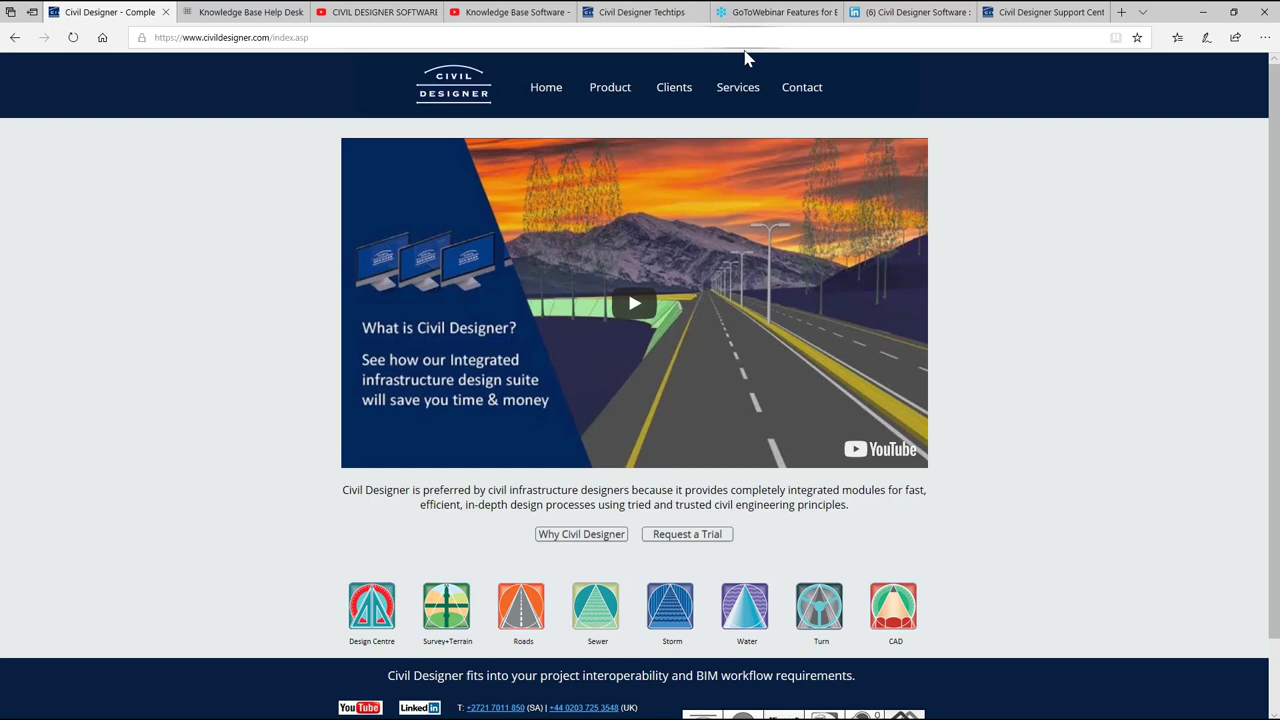 Civil Designer - Comple
Knowledge Base Help Desk
CIVIL DESIGNER SOFTWARE
Knowledge Base Software -
Civil Designer Techtips
GoToWebinar Features for E
(6) Civil Designer Software :
Civil Designer Support Cent
https://www.civildesigner.com/index.asp
CIVIL
DESIGNER
Home
Product
Clients
Services
Contact
What is Civil Designer?
See how our Integrated
infrastructure design suite
will save you time & money
YouTube
Civil Designer is preferred by civil infrastructure designers because it provides completely integrated modules for fast,
efficient, in-depth design processes using tried and trusted civil engineering principles.
Why Civil Designer
Request a Trial
Design Centre
Survey+Terrain
Roads
Sewer
Storm
Water
Turn
CAD
Civil Designer fits into your project interoperability and BIM workflow requirements.
YouTube
LinkedIn
T: +2721 7011 850 (SA) | +44 0203 725 3548 (UK)